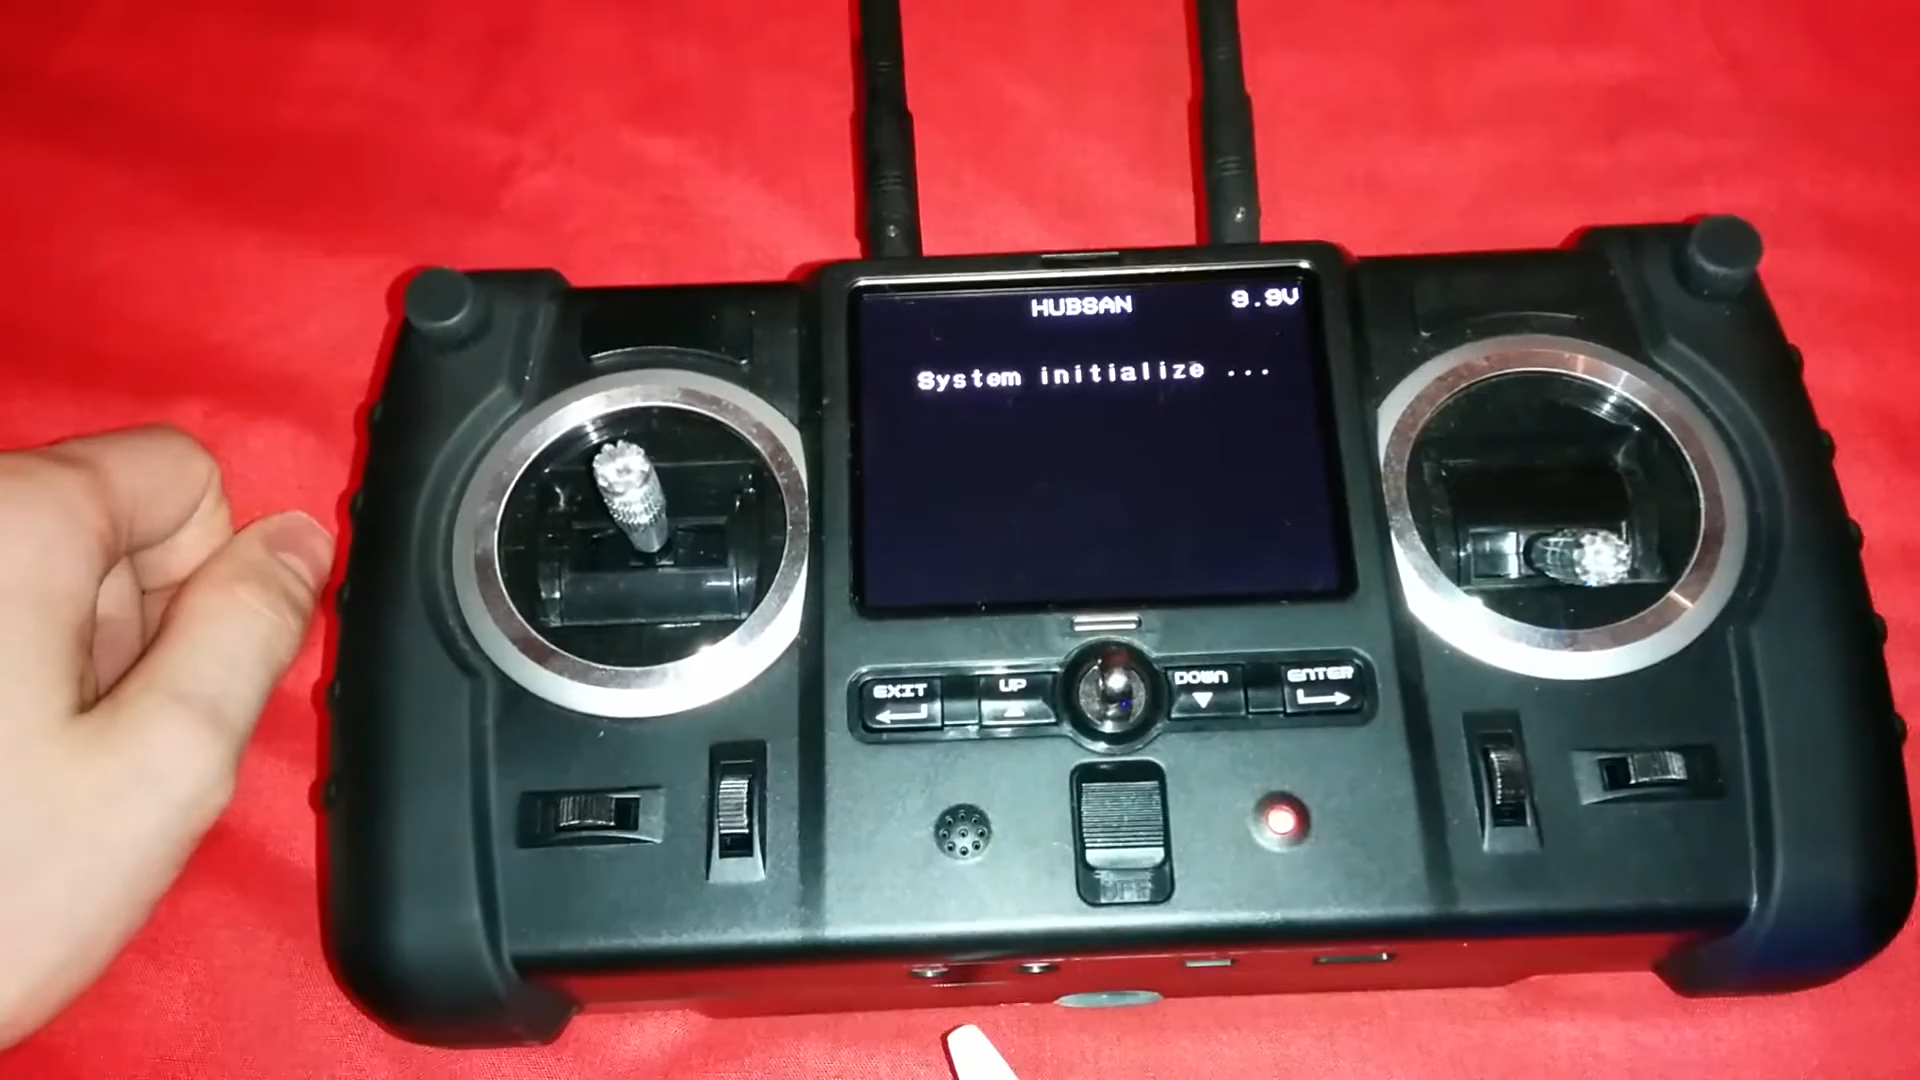 HUBSAN 9.9V
System initialize ...
EXIT UP DOWN ENTER